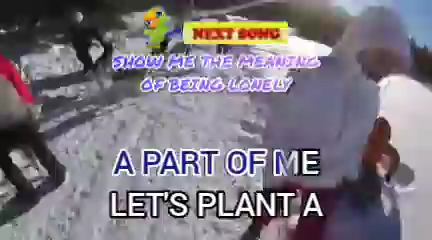 NEXT SONG
SHOW ME THE MEANING
OF BEING LONELY
A PART OF ME
LET'S PLANT A